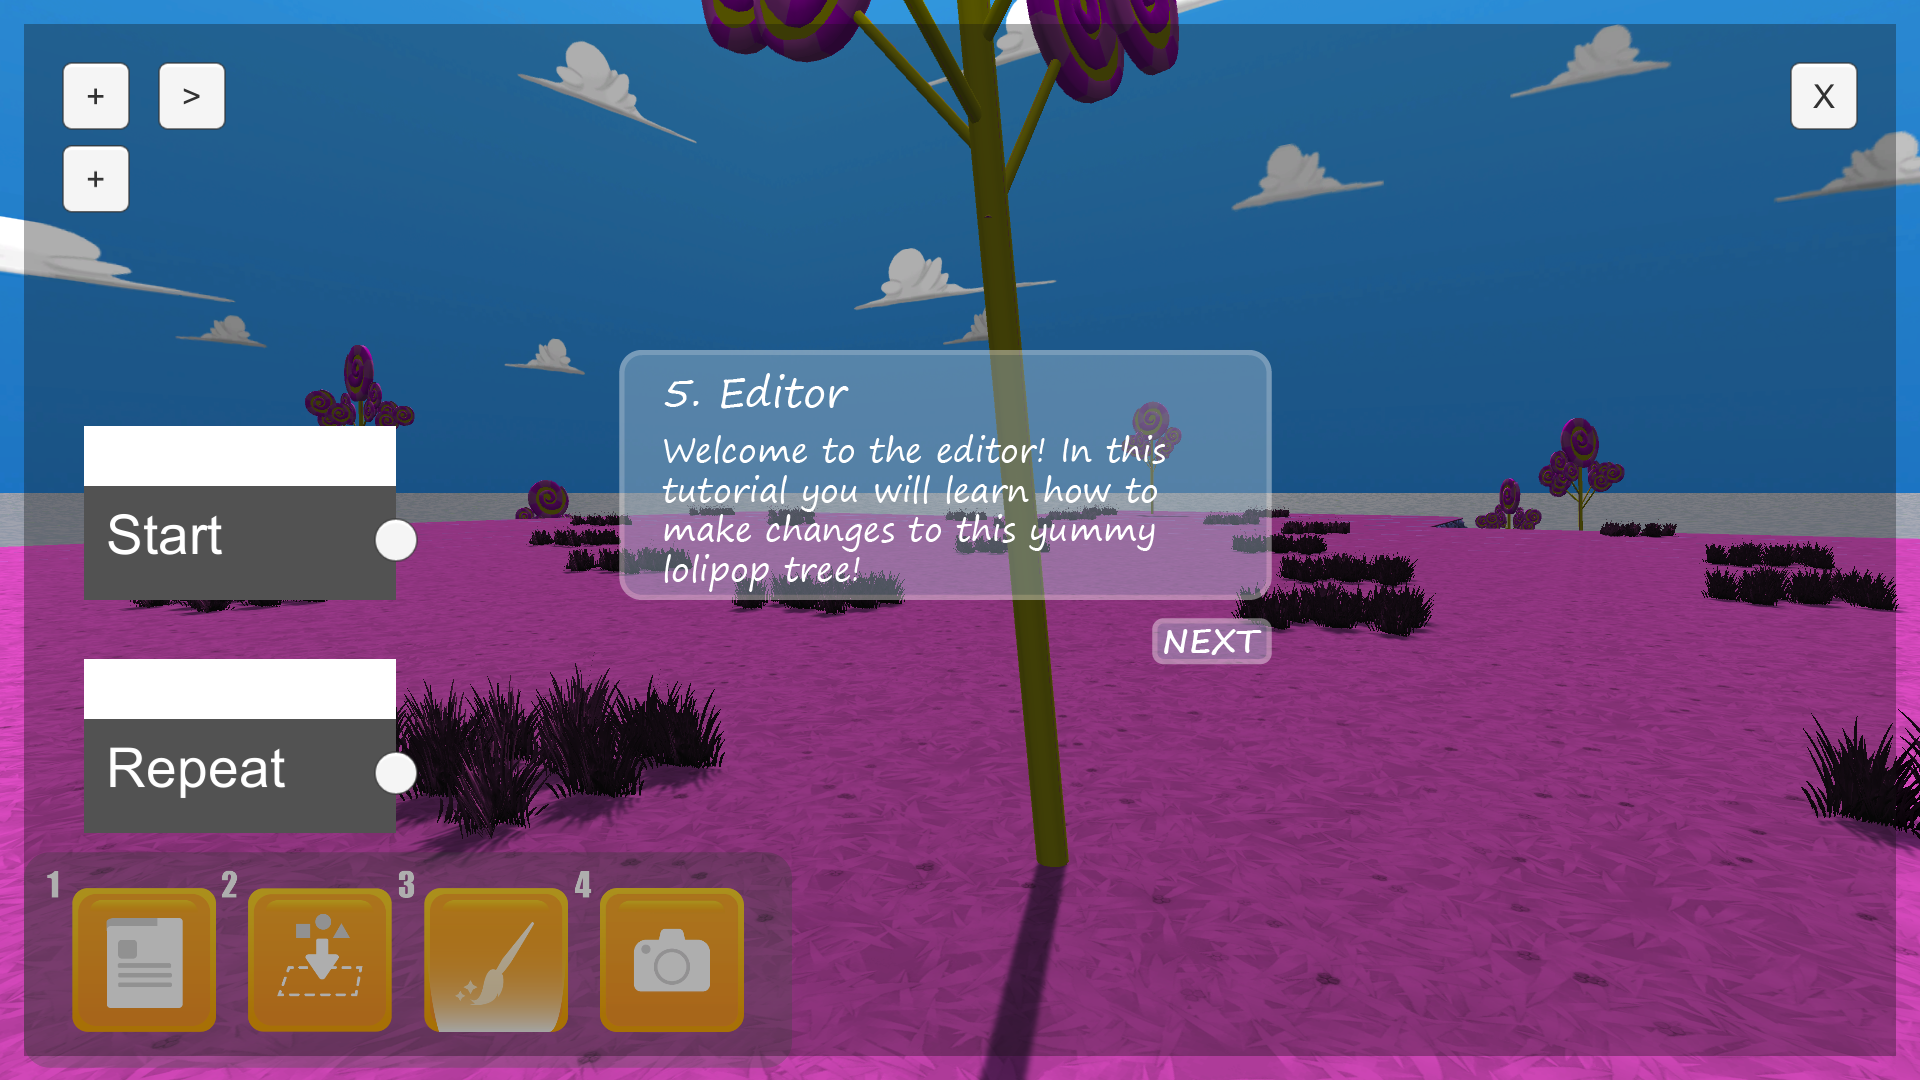 + > X
+
5. Editor
Welcome to the editor! In this
tutorial you will learn how to
make changes to this yummy
lolipop tree!
Start
NEXT
Repeat
1 2 3 4